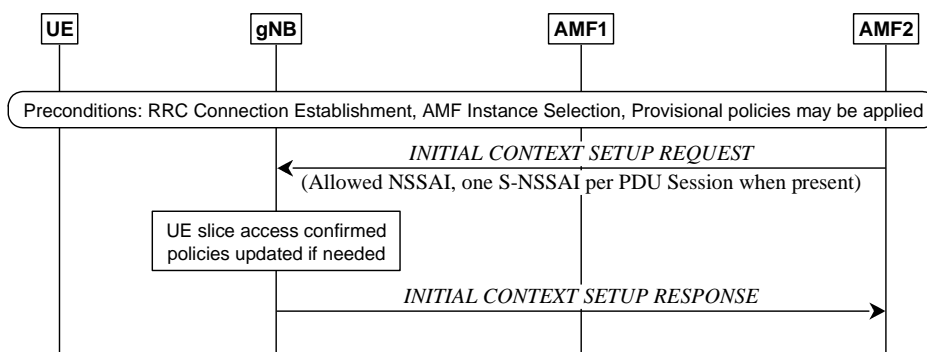 UE gNB AMF1 AMF2
Preconditions: RRC Connection Establishment, AMF Instance Selection, Provisional policies may be applied
INITIAL CONTEXT SETUP REQUEST
(Allowed NSSAI, one S-NSSAI per PDU Session when present)
UE slice access confirmed
policies updated if needed
INITIAL CONTEXT SETUP RESPONSE